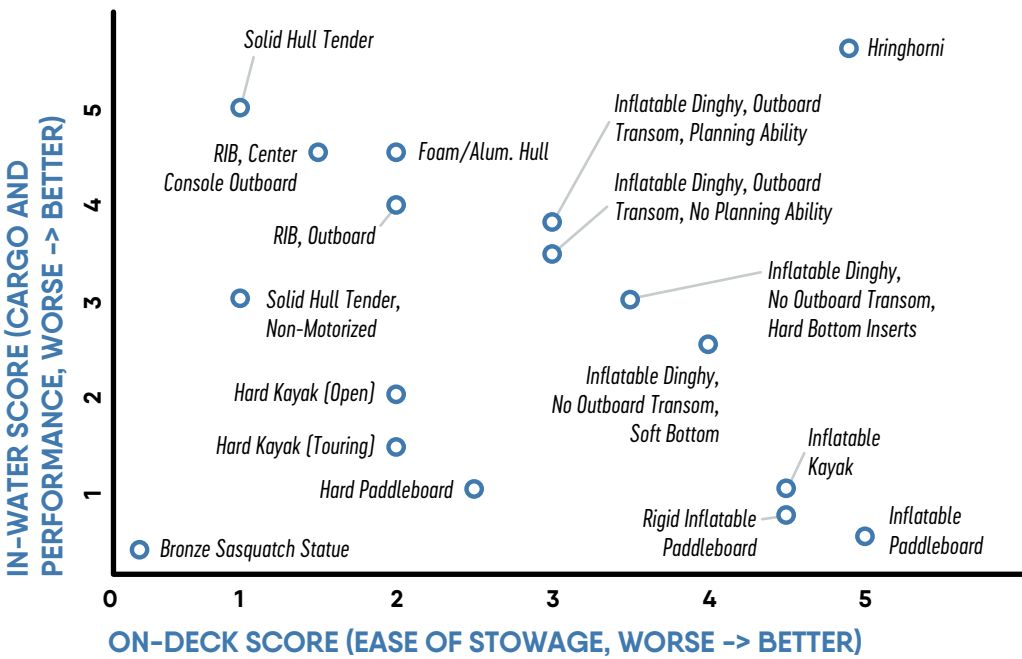 IN-WATER SCORE (CARGO AND
PERFORMANCE, WORSE -> BETTER)
5
4
3
2
1
Solid Hull Tender
Hringhorni
RIB, Center
Console Outboard
Foam/Alum. Hull
Inflatable Dinghy, Outboard
Transom, Planning Ability
Inflatable Dinghy, Outboard
Transom, No Planning Ability
RIB, Outboard
Solid Hull Tender,
Non-Motorized
Inflatable Dinghy,
No Outboard Transom,
Hard Bottom Inserts
Inflatable Dinghy,
No Outboard Transom,
Soft Bottom
Hard Kayak (Open)
Hard Kayak (Touring)
Hard Paddleboard
Inflatable
Kayak
Rigid Inflatable
Paddleboard
Inflatable
Paddleboard
Bronze Sasquatch Statue
0 1 2 3 4 5
ON-DECK SCORE (EASE OF STOWAGE, WORSE -> BETTER)